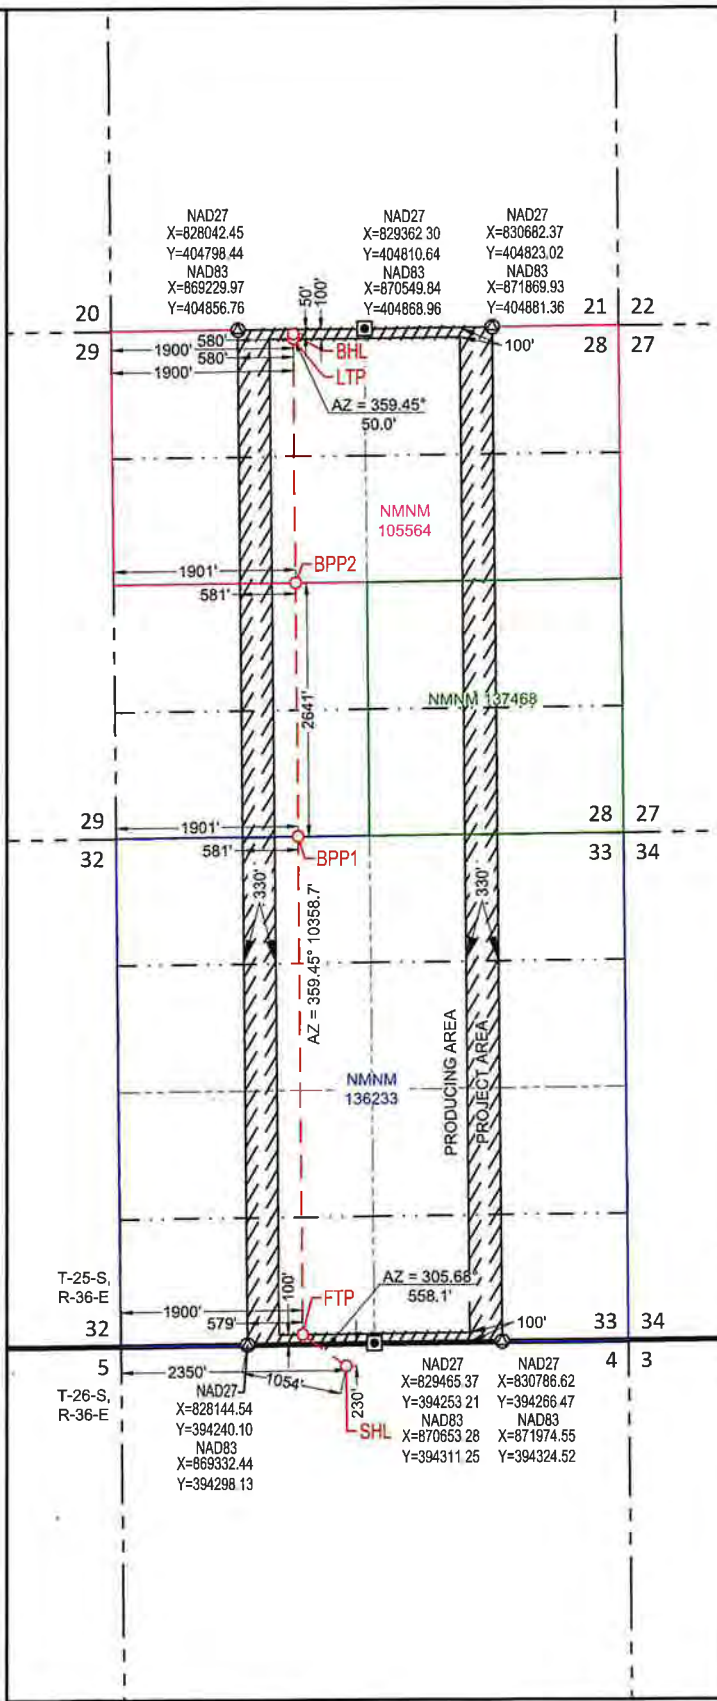 NAD27
X=828042.45
Y=404798.44
NAD83
X=869229.97
Y=404856.76
NAD27
X=829362.30
Y=404810.64
NAD83
X=870549.84
Y=404868.96
NAD27
X=830682.37
Y=404823.02
NAD83
X=871869.93
Y=404881.36
50'
100'
20
29
21
22
28
27
580'
1900'
580'
1900'
BHL
LTP
100'
AZ = 359.45°
50.0'
NMNM
105564
1901'
BPP2
581'
2641'
NMNM 137468
29
32
28
27
33
34
1901'
581'
BPP1
330'
330'
AZ = 359.45° 10358.7'
PRODUCING AREA
PROJECT AREA
NMNM
136233
T-25-S,
R-36-E
AZ = 305.68°
558.1'
100'
FTP
1900'
579'
100'
32
5
33
34
4
3
T-26-S,
R-36-E
2350'
1054'
230'
SHL
NAD27
X=828144.54
Y=394240.10
NAD83
X=869332.44
Y=394298.13
NAD27
X=829465.37
Y=394253.21
NAD83
X=870653.28
Y=394311.25
NAD27
X=830786.62
Y=394266.47
NAD83
X=871974.55
Y=394324.52